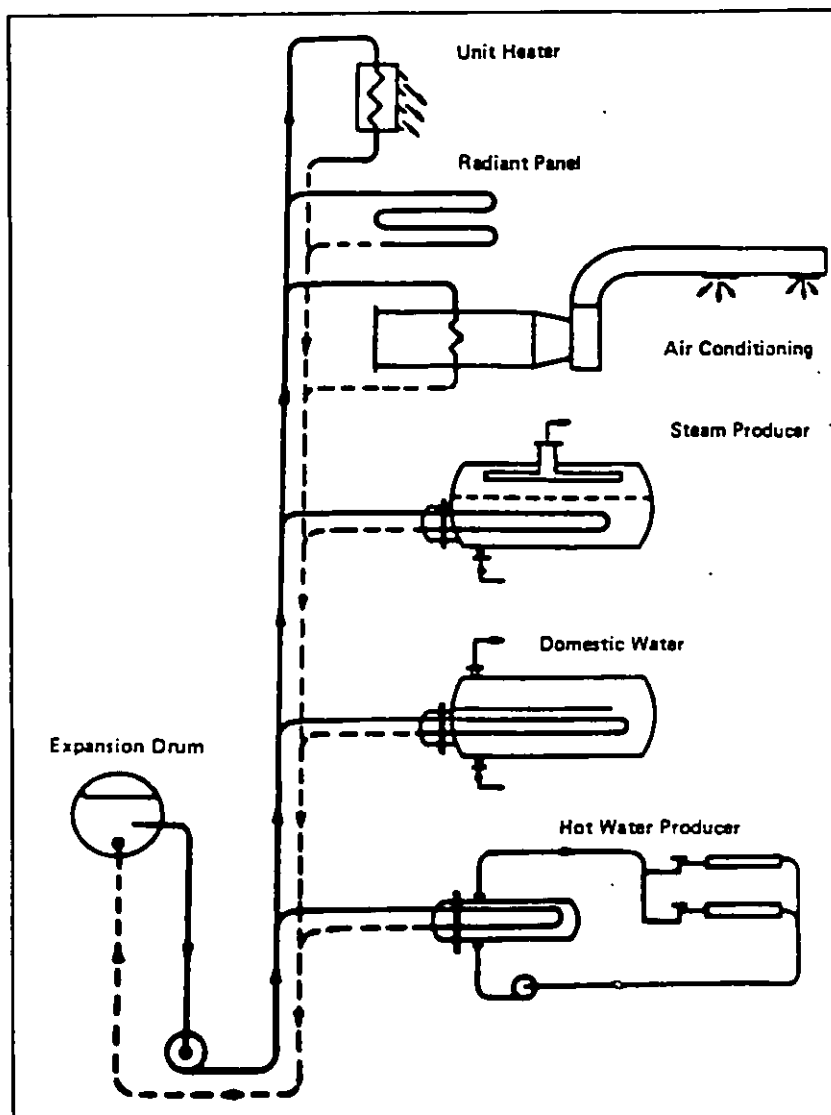 Unit Heater
Radiant Panel
Air Conditioning
Steam Producer
Domestic Water
Expansion Drum
Hot Water Producer